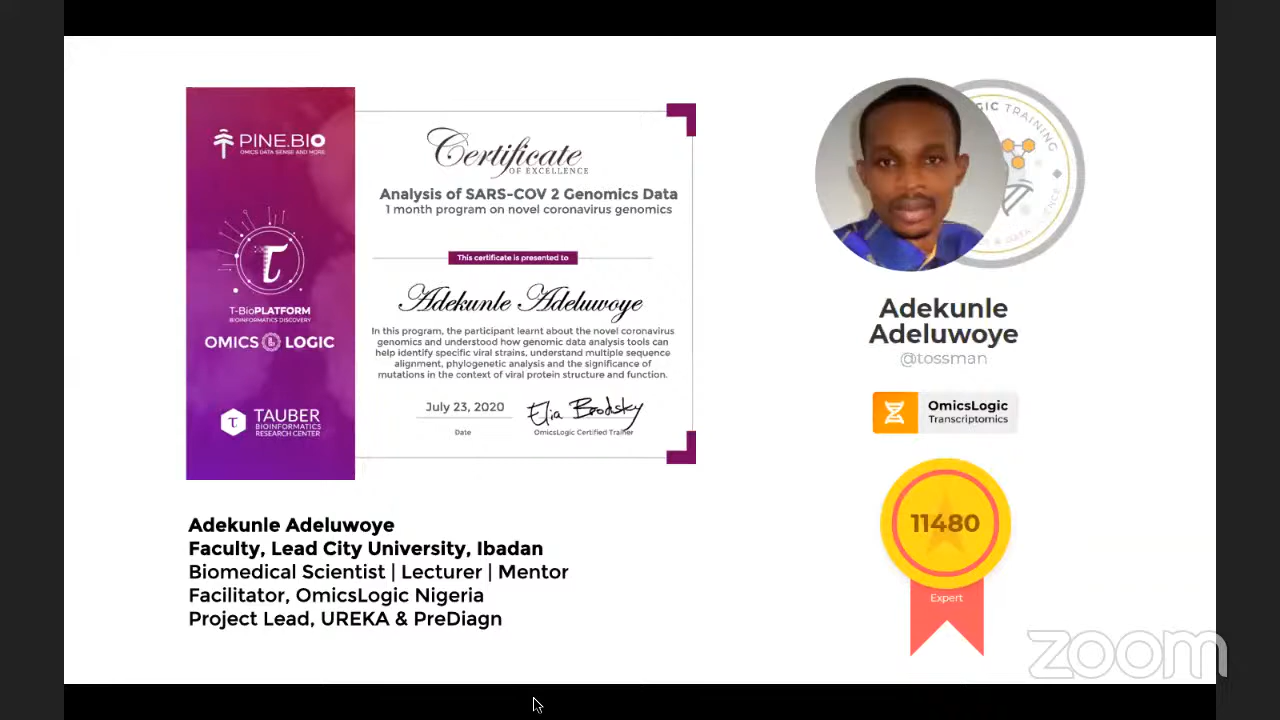 PINE.BIO
OMICS DATA SENSE AND MORE
T-BioPLATFORM
BIOINFORMATICS DISCOVERY
OMICS LOGIC
τ TAUBER
BIOINFORMATICS
RESEARCH CENTER
Certificate
OF EXCELLENCE
Analysis of SARS-COV 2 Genomics Data
1 month program on novel coronavirus genomics
This certificate is presented to
Adekunle Adeluwoye
In this program, the participant learnt about the novel coronavirus
genomics and understood how genomic data analysis tools can
help identify specific viral strains, understand multiple sequence
alignment, phylogenetic analysis and the significance of
mutations in the context of viral protein structure and function.
July 23, 2020
Elia Brodsky
Date
OmicsLogic Certified Trainer
Adekunle Adeluwoye
Faculty, Lead City University, Ibadan
Biomedical Scientist | Lecturer | Mentor
Facilitator, OmicsLogic Nigeria
Project Lead, UREKA & PreDiagn
TRAINING
Adekunle
Adeluwoye
@tossman
OmicsLogic
Transcriptomics
11480
Expert
zoom